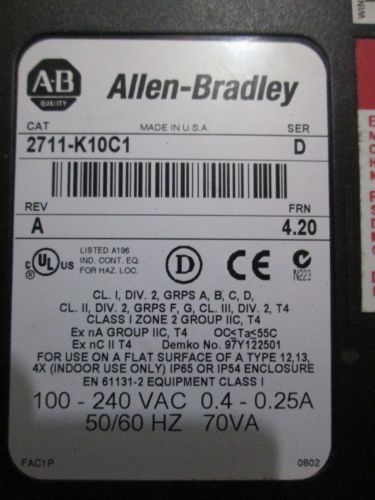 WIN
A-B
QUALITY
Allen-Bradley
CAT
MADE IN U.S.A.
SER
2711-K10C1
D
REV
FRN
A
4.20
c UL us
LISTED A196
IND. CONT. EQ.
FOR HAZ. LOC.
D
CE
N223
CL. I, DIV. 2, GRPS A, B, C, D,
CL. II, DIV. 2, GRPS F, G, CL. III, DIV. 2, T4
CLASS I ZONE 2 GROUP IIC, T4
Ex nA GROUP IIC, T4 OC≤Ta≤55C
Ex nC II T4 Demko No. 97Y122501
FOR USE ON A FLAT SURFACE OF A TYPE 12,13,
4X (INDOOR USE ONLY) IP65 OR IP54 ENCLOSURE
EN 61131-2 EQUIPMENT CLASS I
100 - 240 VAC 0.4 - 0.25A
50/60 HZ 70VA
FAC1P
0802